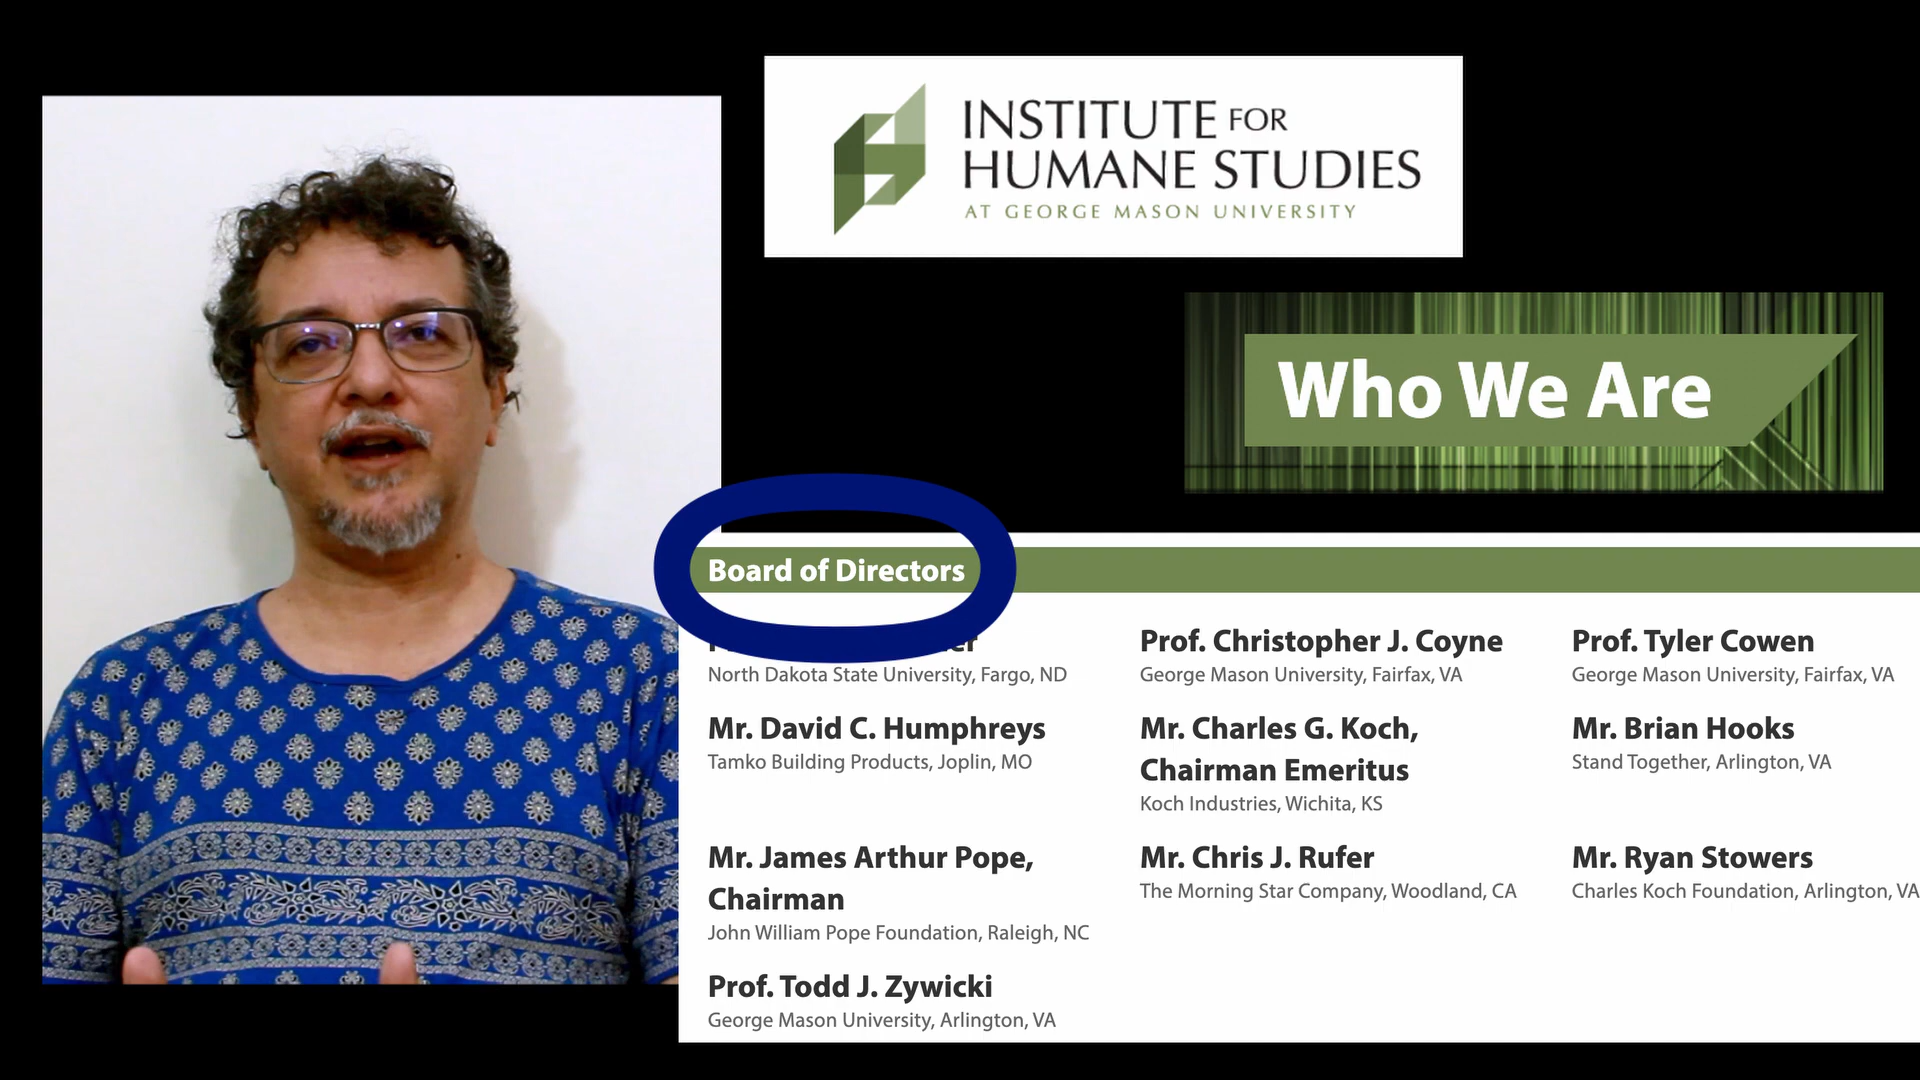 INSTITUTE FOR
HUMANE STUDIES
AT GEORGE MASON UNIVERSITY
Who We Are
Board of Directors
North Dakota State University, Fargo, ND
Prof. Christopher J. Coyne
George Mason University, Fairfax, VA
Prof. Tyler Cowen
George Mason University, Fairfax, VA
Mr. David C. Humphreys
Tamko Building Products, Joplin, MO
Mr. Charles G. Koch,
Chairman Emeritus
Koch Industries, Wichita, KS
Mr. Brian Hooks
Stand Together, Arlington, VA
Mr. James Arthur Pope,
Chairman
John William Pope Foundation, Raleigh, NC
Mr. Chris J. Rufer
The Morning Star Company, Woodland, CA
Mr. Ryan Stowers
Charles Koch Foundation, Arlington, VA
Prof. Todd J. Zywicki
George Mason University, Arlington, VA